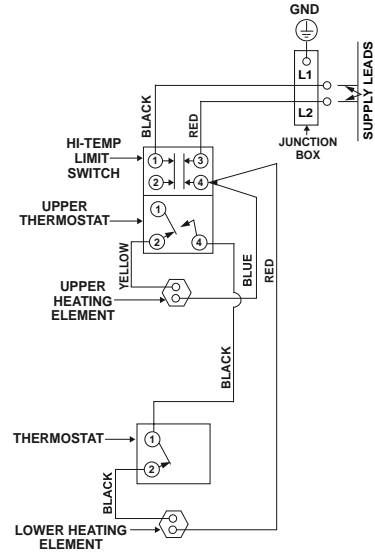 GND
L1
L2
SUPPLY LEADS
JUNCTION
BOX
BLACK
RED
HI-TEMP
LIMIT
SWITCH
1
3
2
4
UPPER
THERMOSTAT
1
2
4
YELLOW
BLUE
RED
UPPER
HEATING
ELEMENT
BLACK
THERMOSTAT
1
2
BLACK
LOWER HEATING
ELEMENT